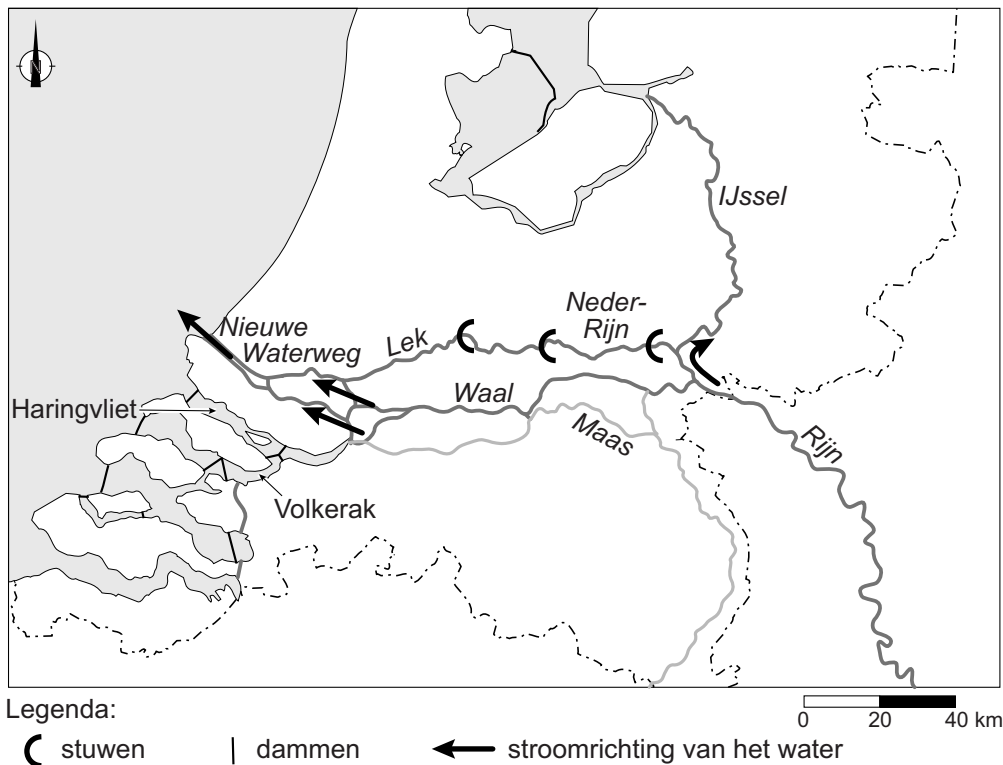 N
IJssel
Neder-
Rijn
Nieuwe
Waterweg
Lek
Haringvliet
Waal
Maas
Rijn
Volkerak
Legenda:
0 20 40 km
stuwen
dammen
stroomrichting van het water